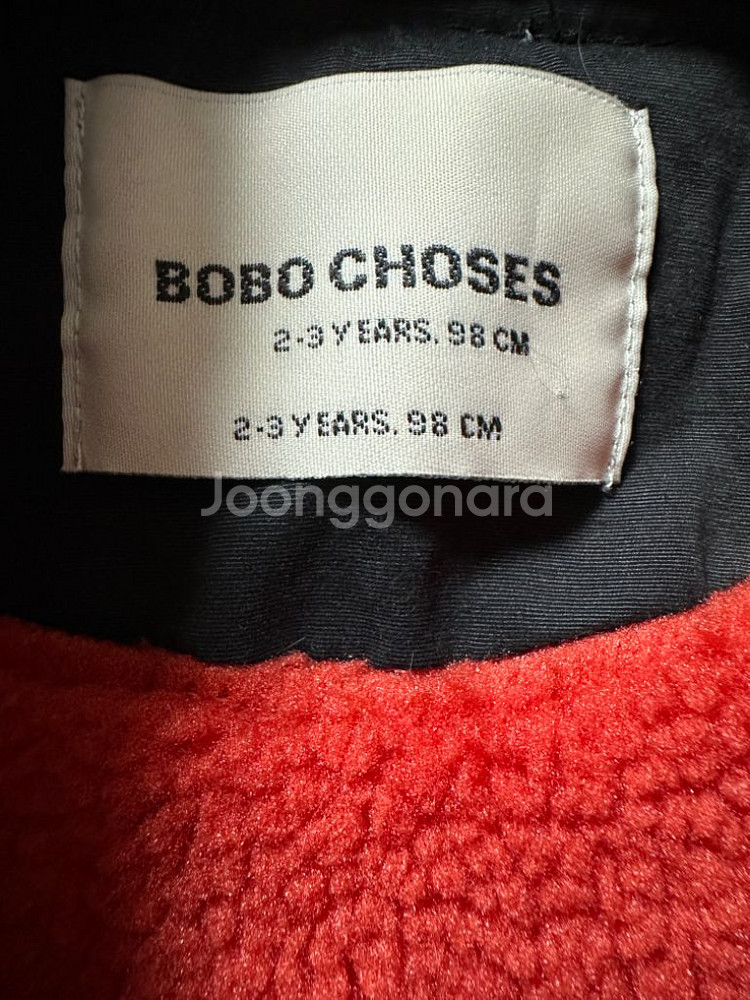 BOBO CHOSES
2-3 YEARS. 98 CM
2-3 YEARS. 98 CM
Joonggonara